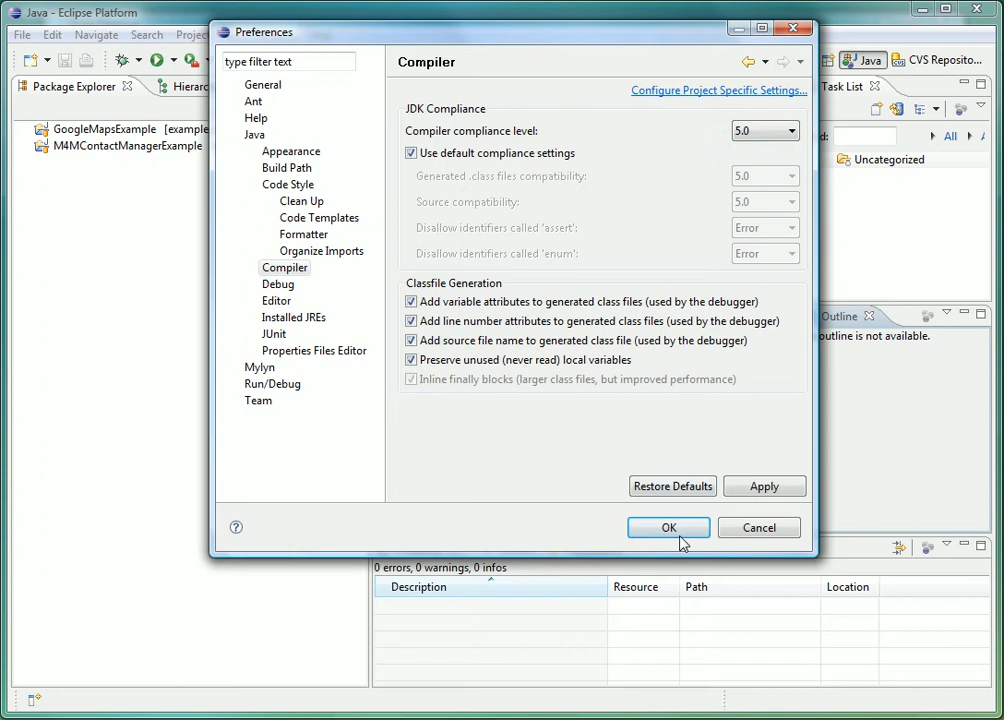 Java - Eclipse Platform
File Edit Navigate Search Project
Java CVS Reposito...
Package Explorer Hierarc
GoogleMapsExample [example
M4MContactManagerExample
Preferences
type filter text
General
Ant
Help
Java
Appearance
Build Path
Code Style
Clean Up
Code Templates
Formatter
Organize Imports
Compiler
Debug
Editor
Installed JREs
JUnit
Properties Files Editor
Mylyn
Run/Debug
Team
Compiler
Configure Project Specific Settings...
JDK Compliance
Compiler compliance level: 5.0
Use default compliance settings
Generated .class files compatibility: 5.0
Source compatibility: 5.0
Disallow identifiers called 'assert': Error
Disallow identifiers called 'enum': Error
Classfile Generation
Add variable attributes to generated class files (used by the debugger)
Add line number attributes to generated class files (used by the debugger)
Add source file name to generated class file (used by the debugger)
Preserve unused (never read) local variables
Inline finally blocks (larger class files, but improved performance)
Restore Defaults Apply
OK Cancel
Task List
d: All A
Uncategorized
Outline
outline is not available.
0 errors, 0 warnings, 0 infos
Description Resource Path Location